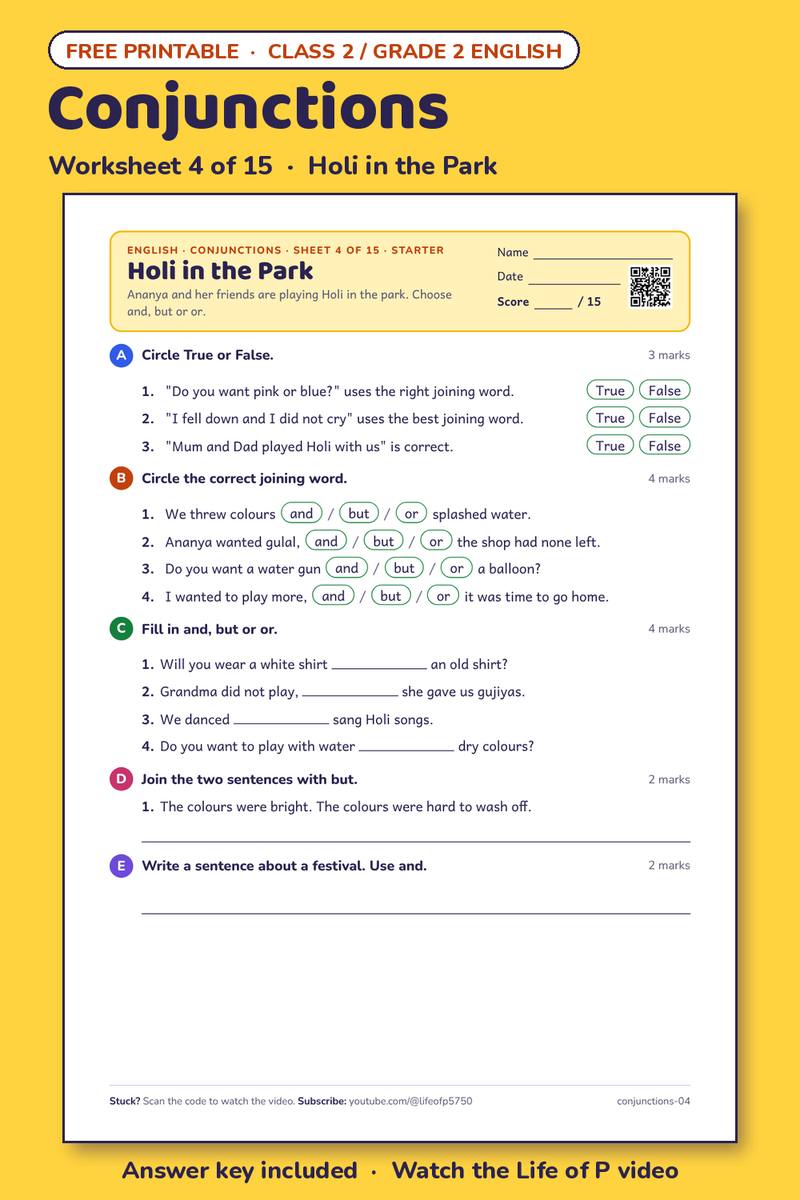 FREE PRINTABLE · CLASS 2 / GRADE 2 ENGLISH
Conjunctions
Worksheet 4 of 15 · Holi in the Park
ENGLISH · CONJUNCTIONS · SHEET 4 OF 15 · STARTER
Holi in the Park
Ananya and her friends are playing Holi in the park. Choose
and, but or or.
Name
Date
Score / 15
A Circle True or False. 3 marks
1. "Do you want pink or blue?" uses the right joining word. True False
2. "I fell down and I did not cry" uses the best joining word. True False
3. "Mum and Dad played Holi with us" is correct. True False
B Circle the correct joining word. 4 marks
1. We threw colours and / but / or splashed water.
2. Ananya wanted gulal, and / but / or the shop had none left.
3. Do you want a water gun and / but / or a balloon?
4. I wanted to play more, and / but / or it was time to go home.
C Fill in and, but or or. 4 marks
1. Will you wear a white shirt ____________ an old shirt?
2. Grandma did not play, ____________ she gave us gujiyas.
3. We danced ____________ sang Holi songs.
4. Do you want to play with water ____________ dry colours?
D Join the two sentences with but. 2 marks
1. The colours were bright. The colours were hard to wash off.
E Write a sentence about a festival. Use and. 2 marks
Stuck? Scan the code to watch the video. Subscribe: youtube.com/@lifeofp5750 conjunctions-04
Answer key included · Watch the Life of P video